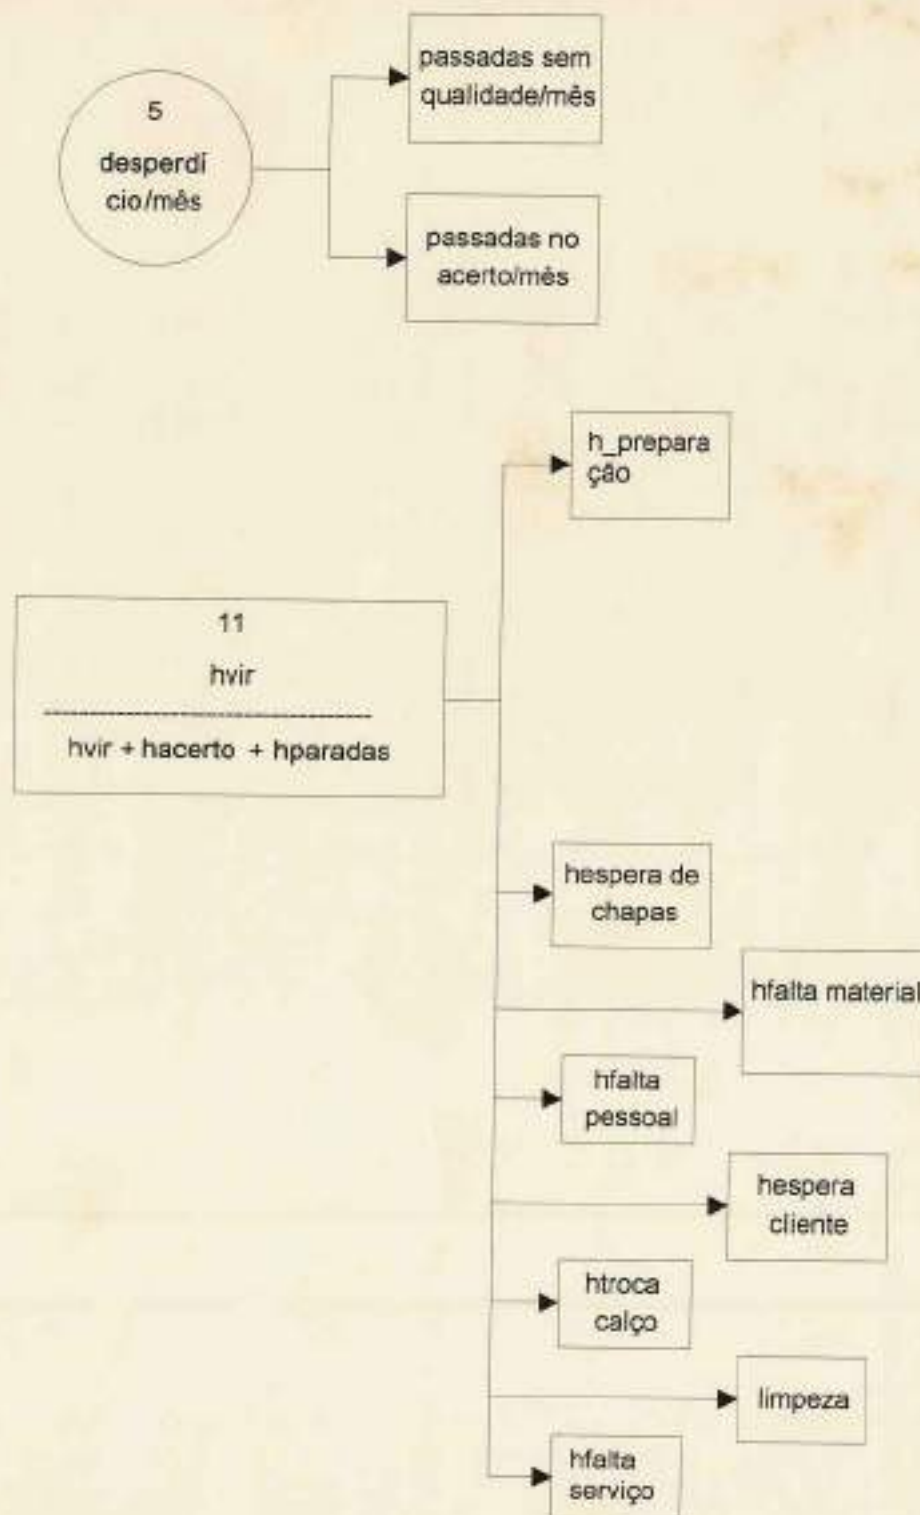 passadas sem
qualidade/mês
5
desperdí
cio/mês
passadas no
acerto/mês
h_prepara
ção
11
hvir
hvir + hacerto + hparadas
hespera de
chapas
hfalta material
hfalta
pessoal
hespera
cliente
htroca
calço
limpeza
hfalta
serviço